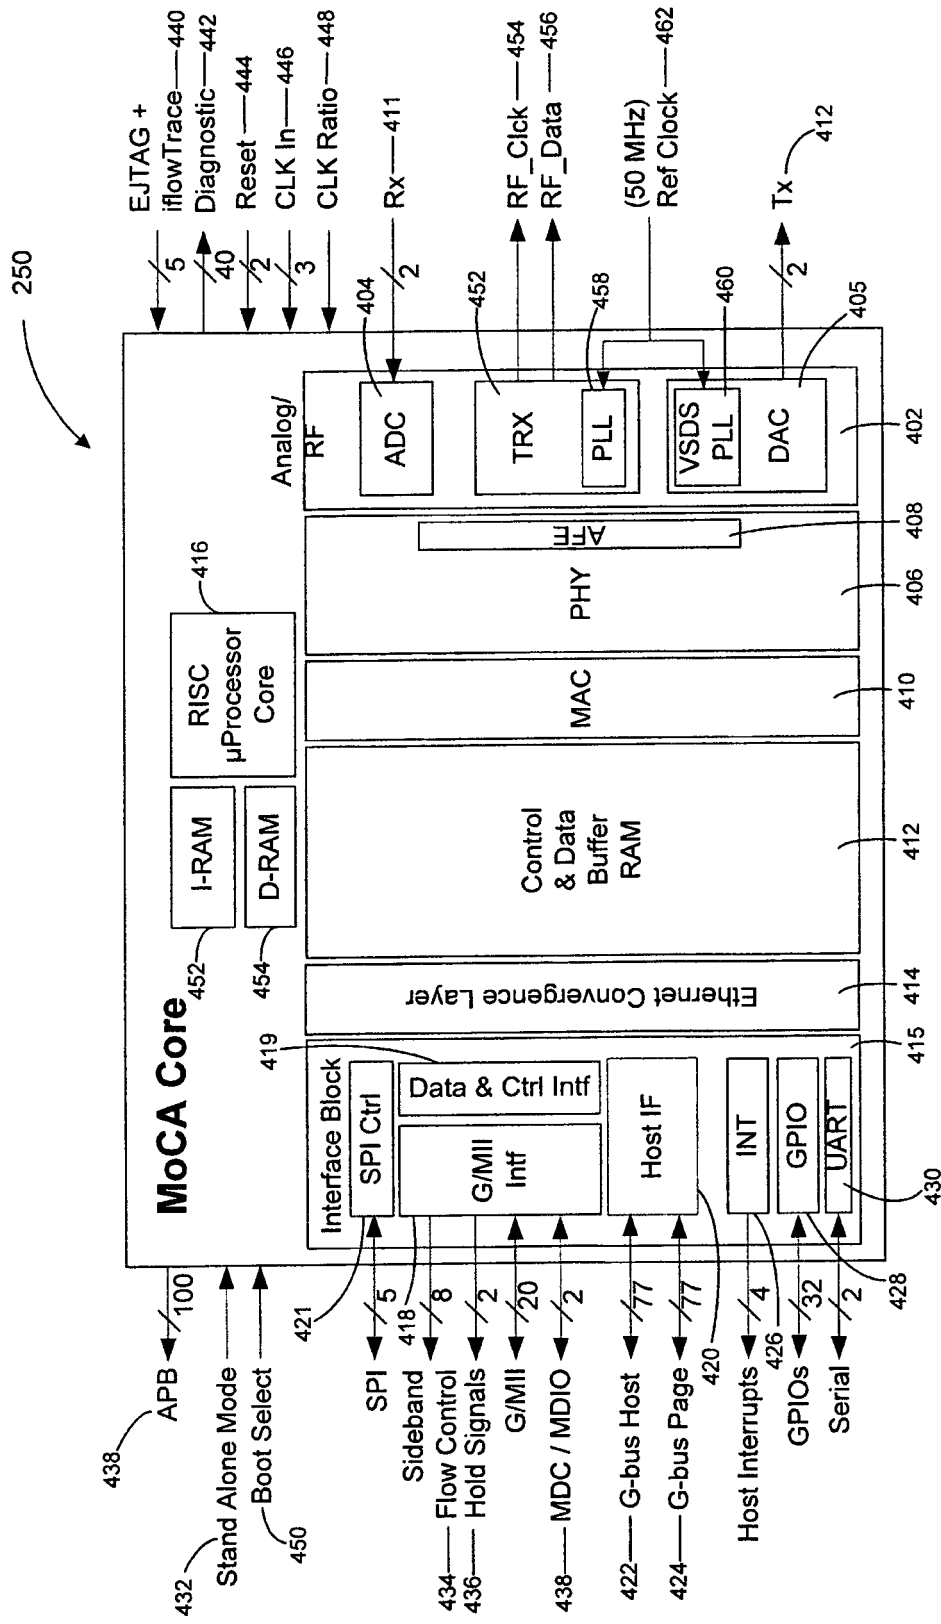 250
MoCA Core
438
APB
100
432
Stand Alone Mode
Boot Select
450
EJTAG +
iflowTrace
440
5
Diagnostic
442
40
Reset
444
2
CLK In
446
3
CLK Ratio
448
I-RAM
452
D-RAM
454
RISC
µProcessor
Core
416
Interface Block
SPI Ctrl
421
SPI
5
Data & Ctrl Intf
419
G/MII
Intf
418
Sideband
434
Flow Control
8
436
Hold Signals
2
G/MII
20
438
MDC / MDIO
2
Host IF
420
422
G-bus Host
77
424
G-bus Page
77
INT
426
Host Interrupts
4
GPIO
428
GPIOs
32
UART
430
Serial
2
415
Ethernet Convergence Layer
414
Control
& Data
Buffer
RAM
412
MAC
410
PHY
406
AFE
408
Analog/
RF
402
ADC
404
Rx
411
2
TRX
452
RF_Clck
454
RF_Data
456
PLL
458
(50 MHz)
Ref Clock
462
VSDS
PLL
460
DAC
405
Tx
412
2